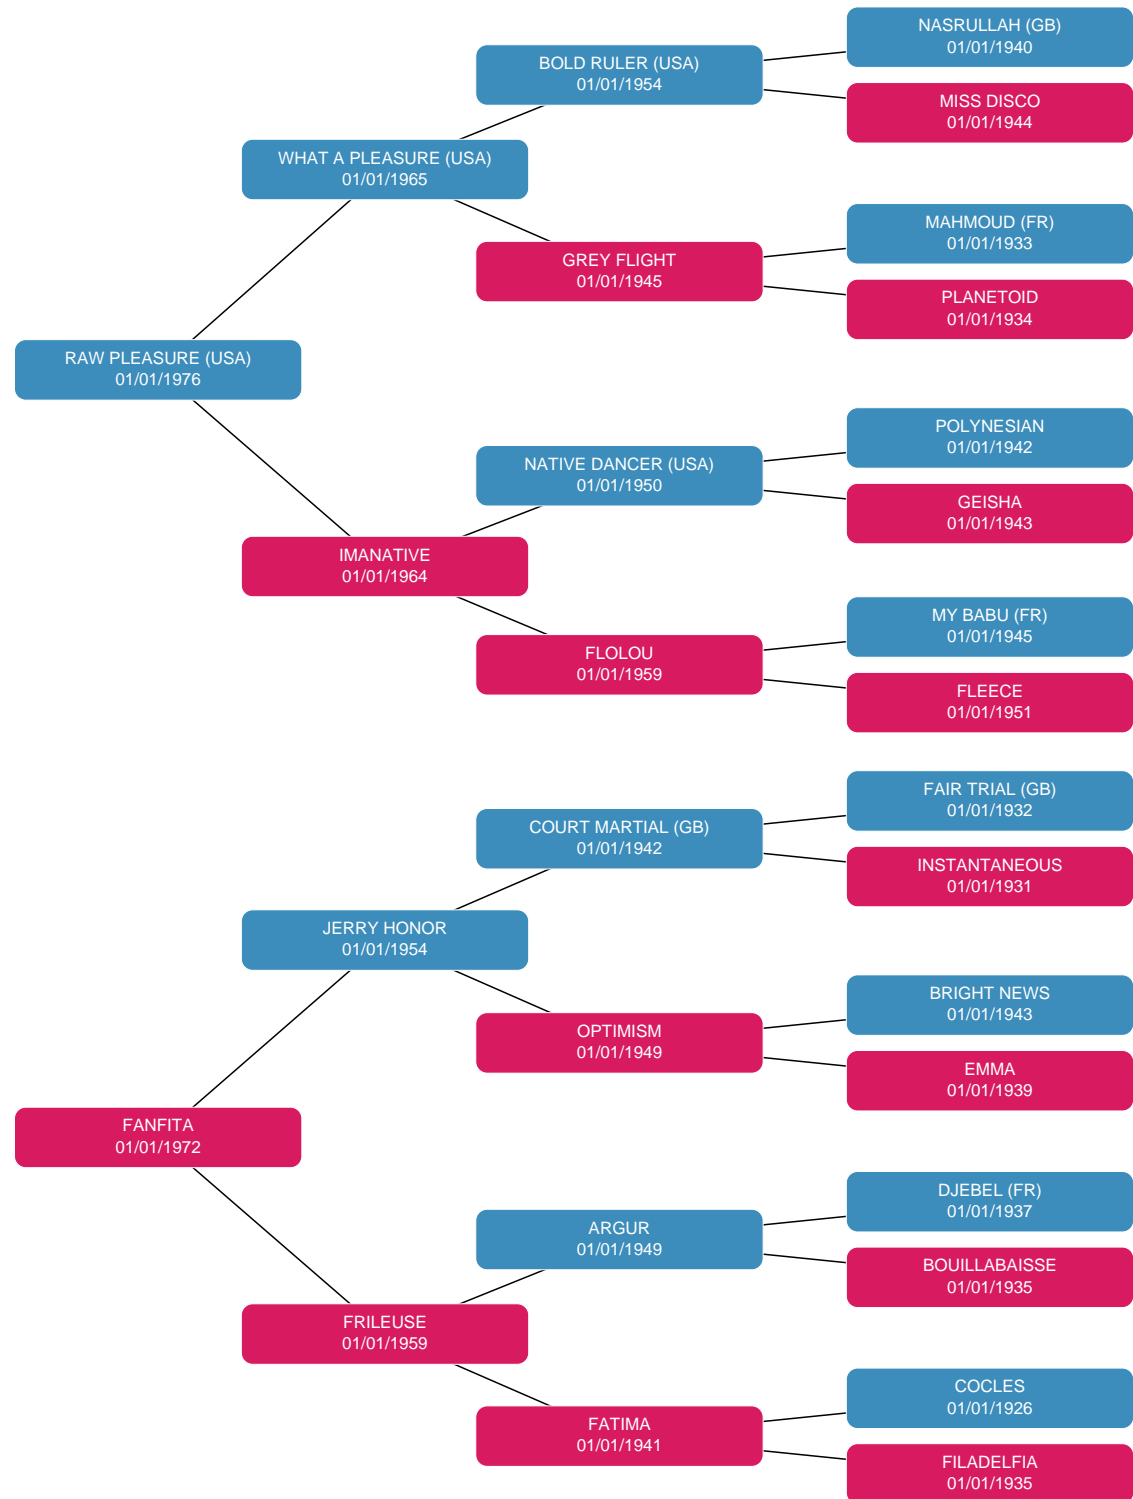 NASRULLAH (GB)
01/01/1940
BOLD RULER (USA)
01/01/1954
MISS DISCO
01/01/1944
WHAT A PLEASURE (USA)
01/01/1965
MAHMOUD (FR)
01/01/1933
GREY FLIGHT
01/01/1945
PLANETOID
01/01/1934
RAW PLEASURE (USA)
01/01/1976
POLYNESIAN
01/01/1942
NATIVE DANCER (USA)
01/01/1950
GEISHA
01/01/1943
IMANATIVE
01/01/1964
MY BABU (FR)
01/01/1945
FLOLOU
01/01/1959
FLEECE
01/01/1951
FAIR TRIAL (GB)
01/01/1932
COURT MARTIAL (GB)
01/01/1942
INSTANTANEOUS
01/01/1931
JERRY HONOR
01/01/1954
BRIGHT NEWS
01/01/1943
OPTIMISM
01/01/1949
EMMA
01/01/1939
FANFITA
01/01/1972
DJEBEL (FR)
01/01/1937
ARGUR
01/01/1949
BOUILLABAISSE
01/01/1935
FRILEUSE
01/01/1959
COCLES
01/01/1926
FATIMA
01/01/1941
FILADELFIA
01/01/1935